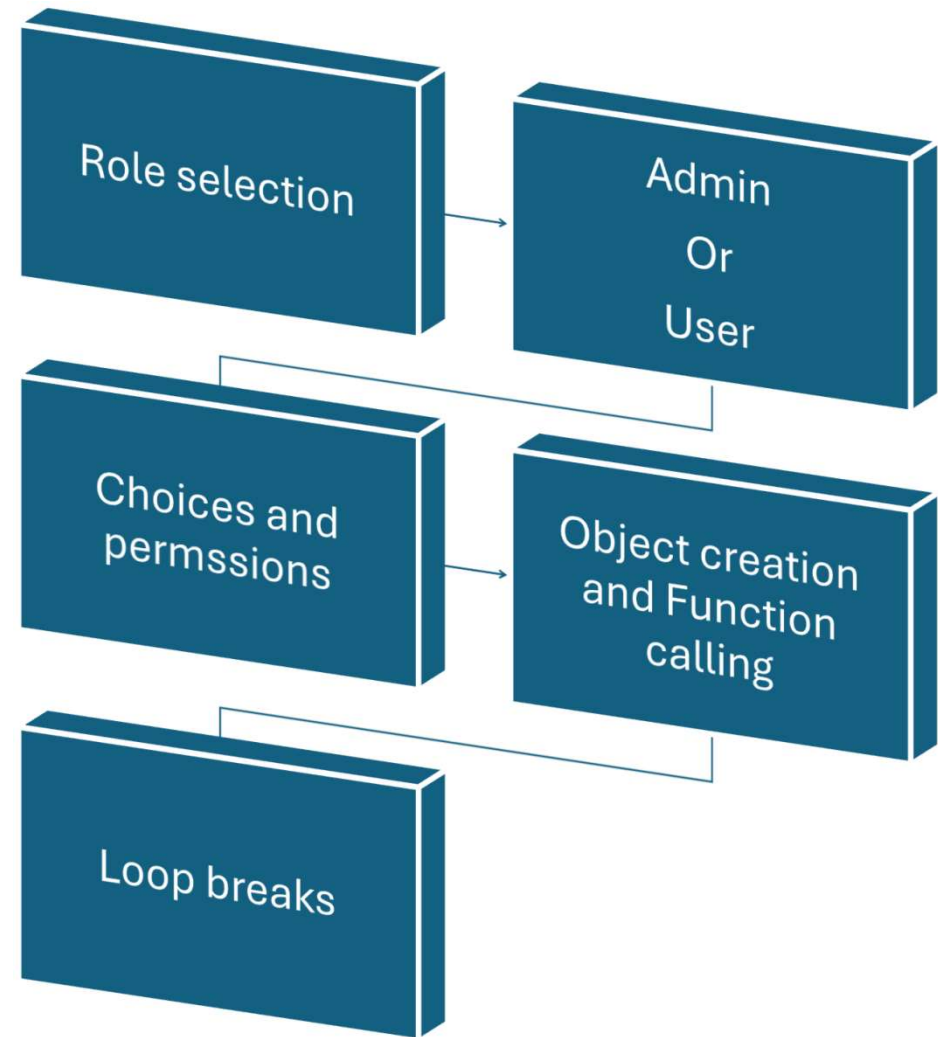 Role selection
Admin
Or
User
Choices and
permssions
Object creation
and Function
calling
Loop breaks